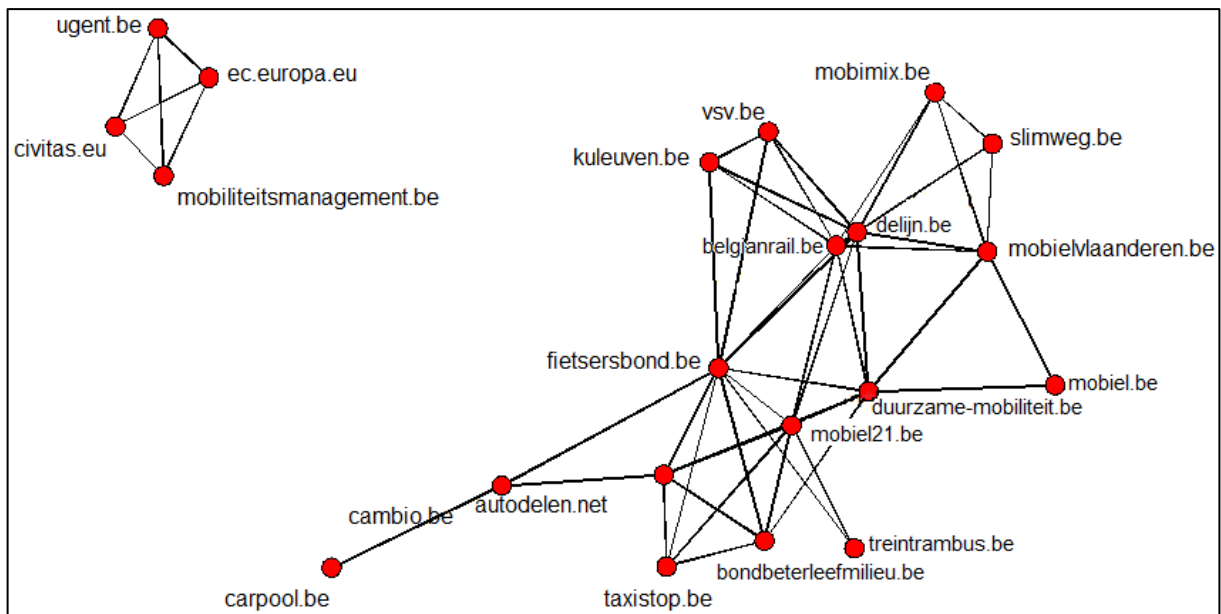 ugent.be
ec.europa.eu
civitas.eu
mobiliteitsmanagement.be
mobimix.be
vsv.be
slimweg.be
kuleuven.be
delijn.be
belgianrail.be
mobielvlaanderen.be
fietsersbond.be
mobiel.be
duurzame-mobiliteit.be
mobiel21.be
autodelen.net
cambio.be
treintrambus.be
bondbeterleefmilieu.be
carpool.be
taxistop.be